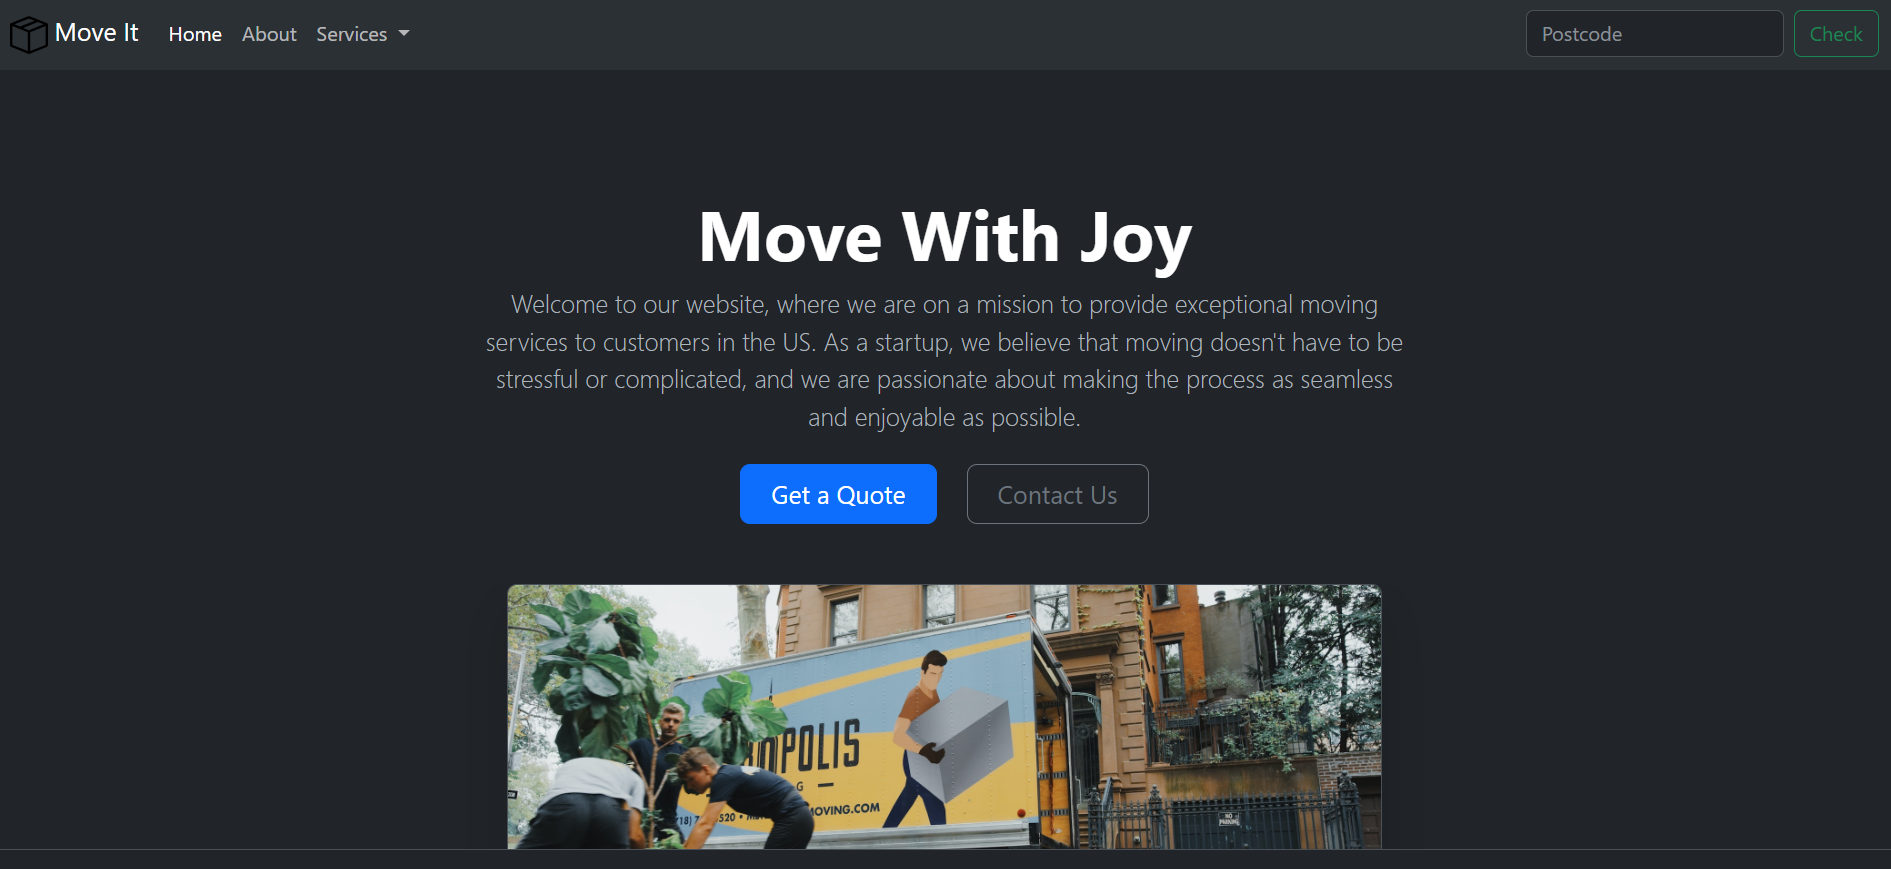 Move It Home About Services Postcode Check
Move With Joy
Welcome to our website, where we are on a mission to provide exceptional moving
services to customers in the US. As a startup, we believe that moving doesn't have to be
stressful or complicated, and we are passionate about making the process as seamless
and enjoyable as possible.
Get a Quote Contact Us
POLIS
G
MOVING.COM
NO
PARKING